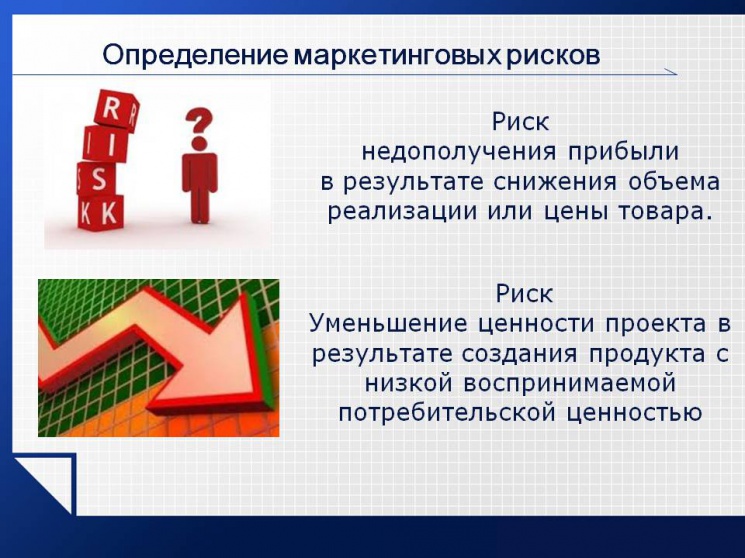 Определение маркетинговых рисков
R R
I I
S S
K K
?
Риск
недополучения прибыли
в результате снижения объема
реализации или цены товара.
Риск
Уменьшение ценности проекта в
результате создания продукта с
низкой воспринимаемой
потребительской ценностью